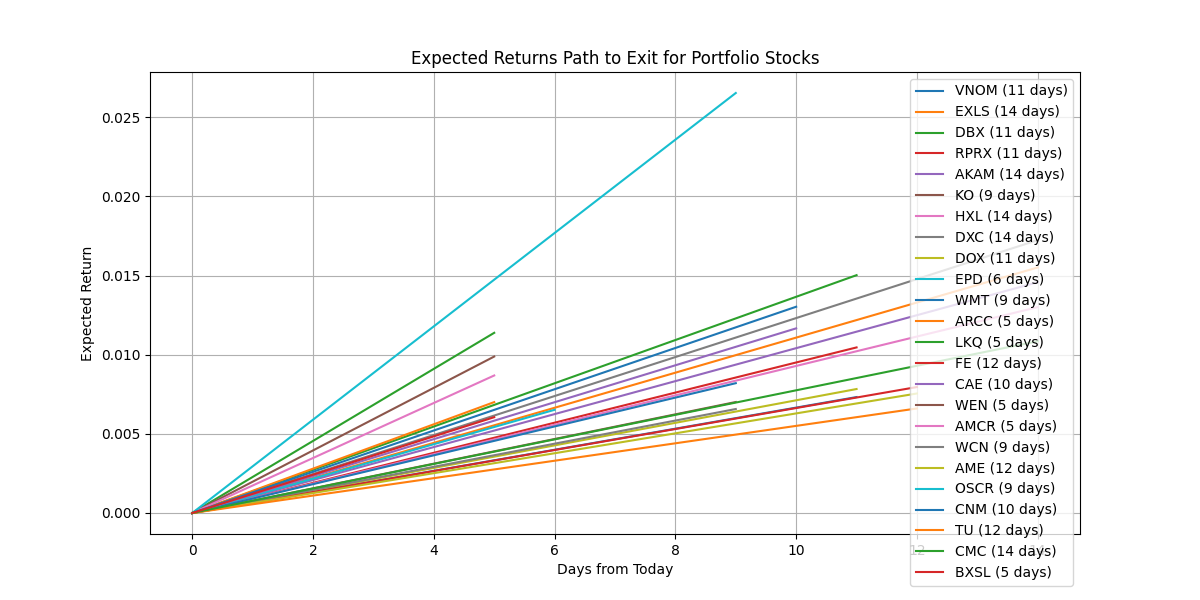 Expected Returns Path to Exit for Portfolio Stocks
Expected Return
0.025
0.020
0.015
0.010
0.005
0.000
0 2 4 6 8 10 12
Days from Today
VNOM (11 days)
EXLS (14 days)
DBX (11 days)
RPRX (11 days)
AKAM (14 days)
KO (9 days)
HXL (14 days)
DXC (14 days)
DOX (11 days)
EPD (6 days)
WMT (9 days)
ARCC (5 days)
LKQ (5 days)
FE (12 days)
CAE (10 days)
WEN (5 days)
AMCR (5 days)
WCN (9 days)
AME (12 days)
OSCR (9 days)
CNM (10 days)
TU (12 days)
CMC (14 days)
BXSL (5 days)